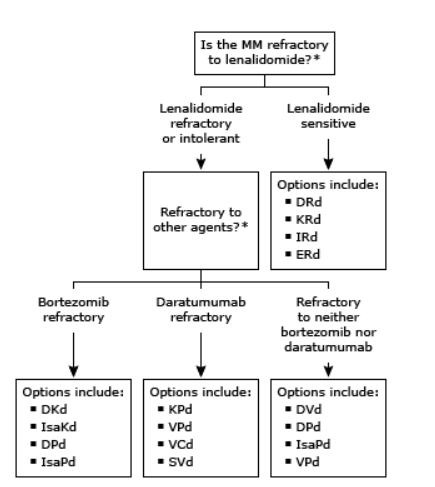 Is the MM refractory
to lenalidomide?*
Lenalidomide
refractory
or intolerant
Lenalidomide
sensitive
Refractory to
other agents?*
Options include:
▪ DRd
▪ KRd
▪ IRd
▪ ERd
Bortezomib
refractory
Daratumumab
refractory
Refractory
to neither
bortezomib nor
daratumumab
Options include:
▪ DKd
▪ IsaKd
▪ DPd
▪ IsaPd
Options include:
▪ KPd
▪ VPd
▪ VCd
▪ SVd
Options include:
▪ DVd
▪ DPd
▪ IsaPd
▪ VPd